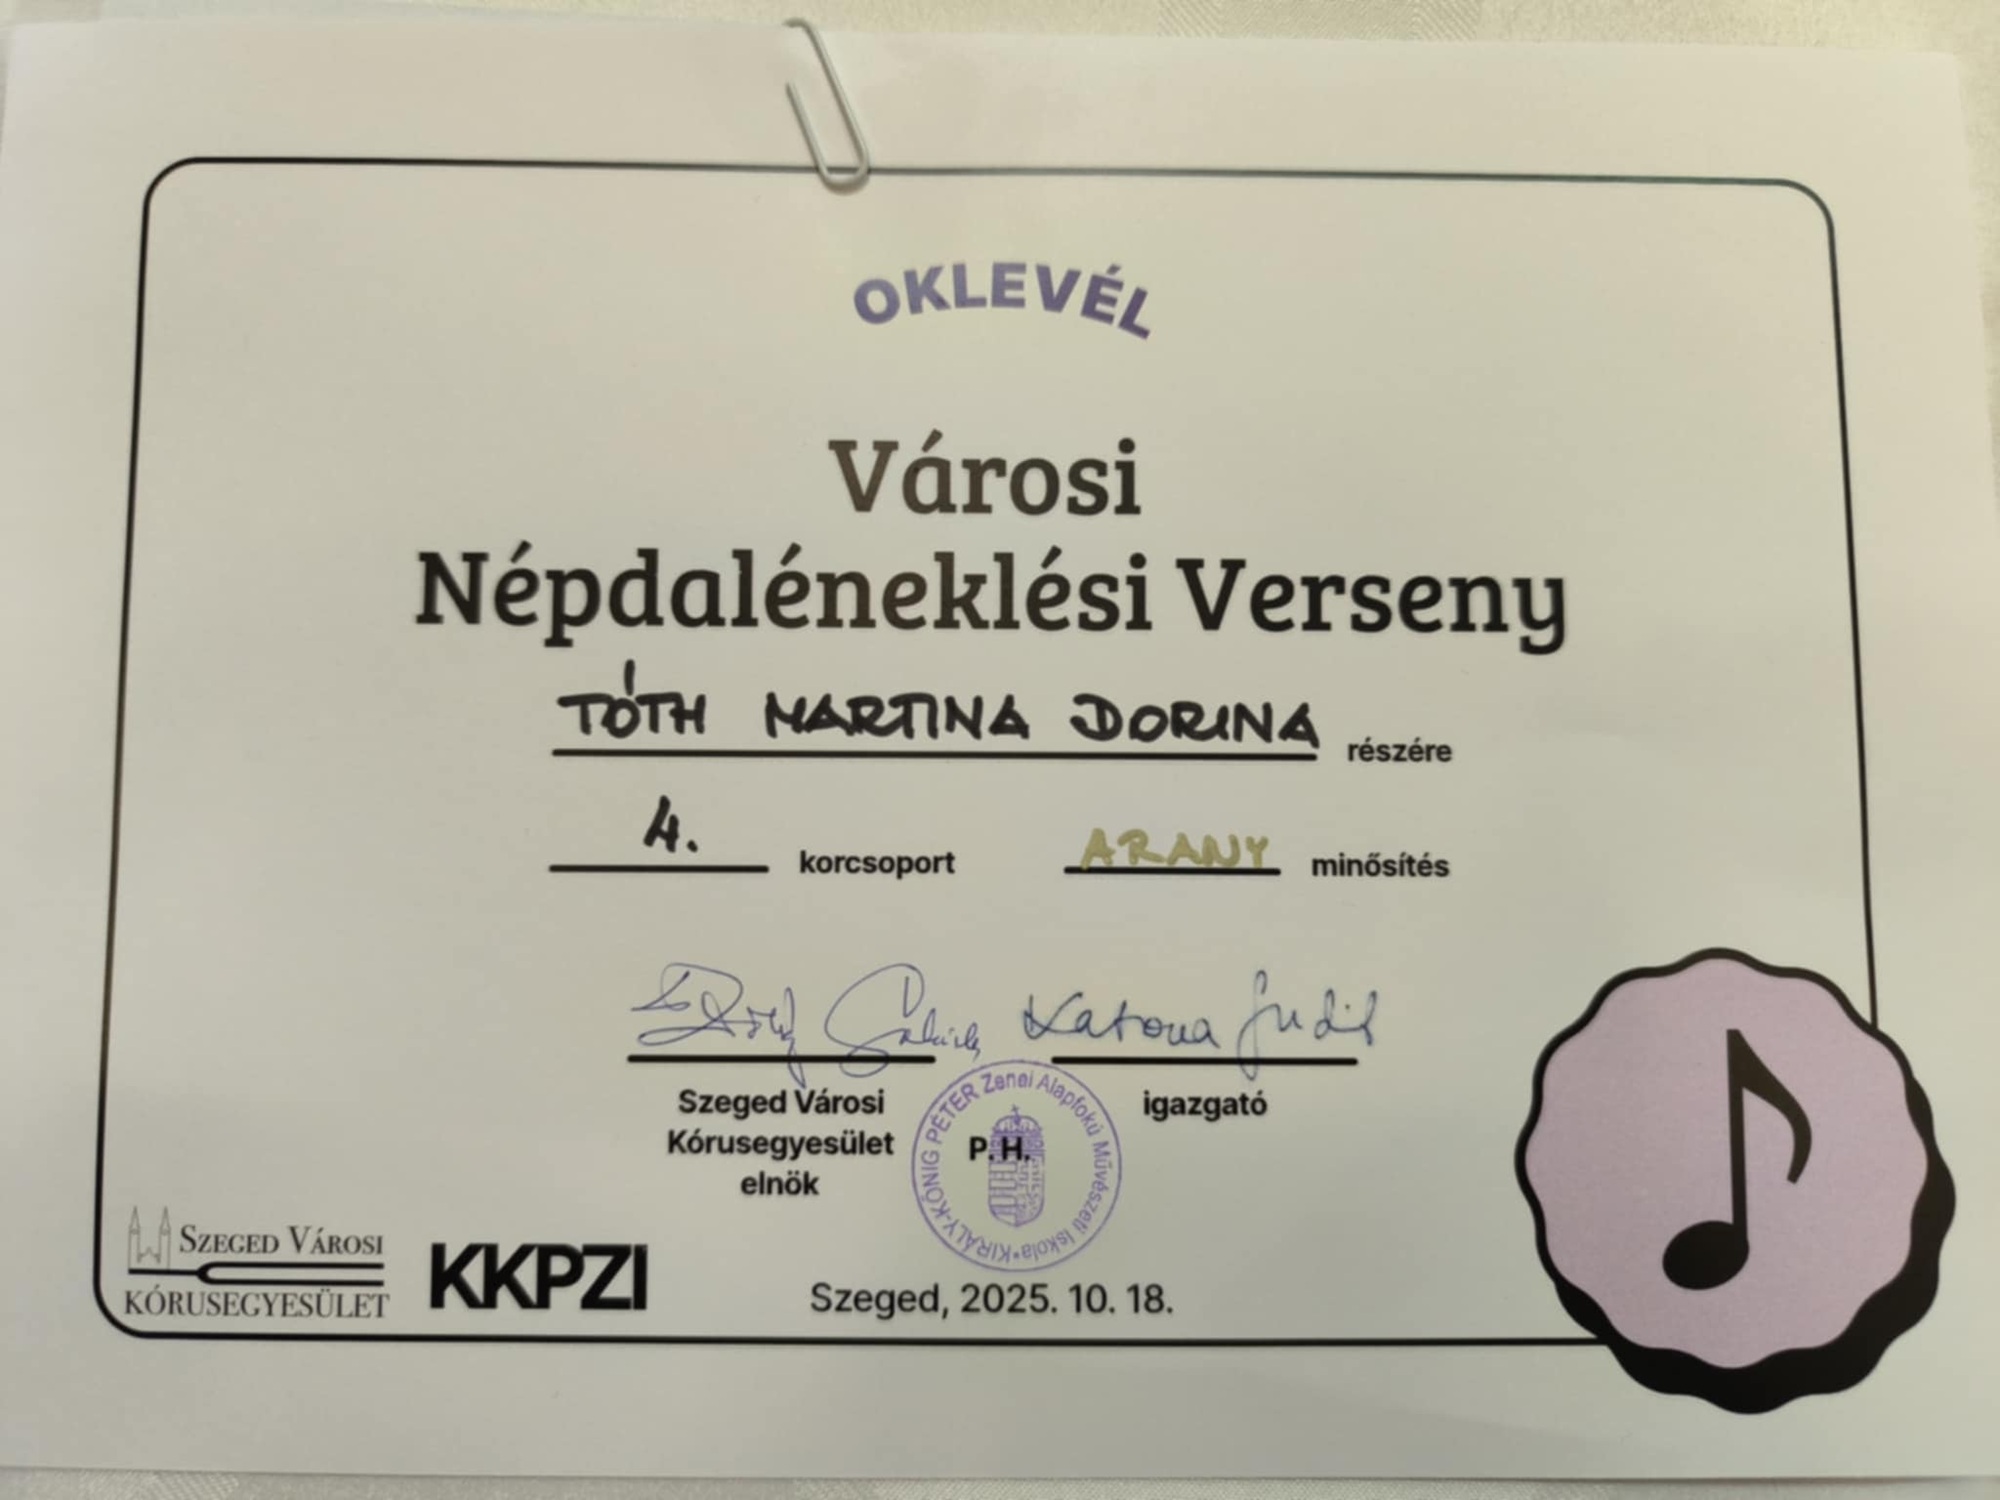 OKLEVÉL
Városi
Népdaléneklési Verseny
TÓTH MARTINA DORINA részére
4. korcsoport ARANY minősítés
Katona Judit
Szeged Városi
Kórusegyesület
elnök
igazgató
P.H.
KIRÁLY-KÖNIG PÉTER Zenei Alapfokú Művészeti Iskola
SZEGED VÁROSI
KÓRUSEGYESÜLET
KKPZI
Szeged, 2025. 10. 18.